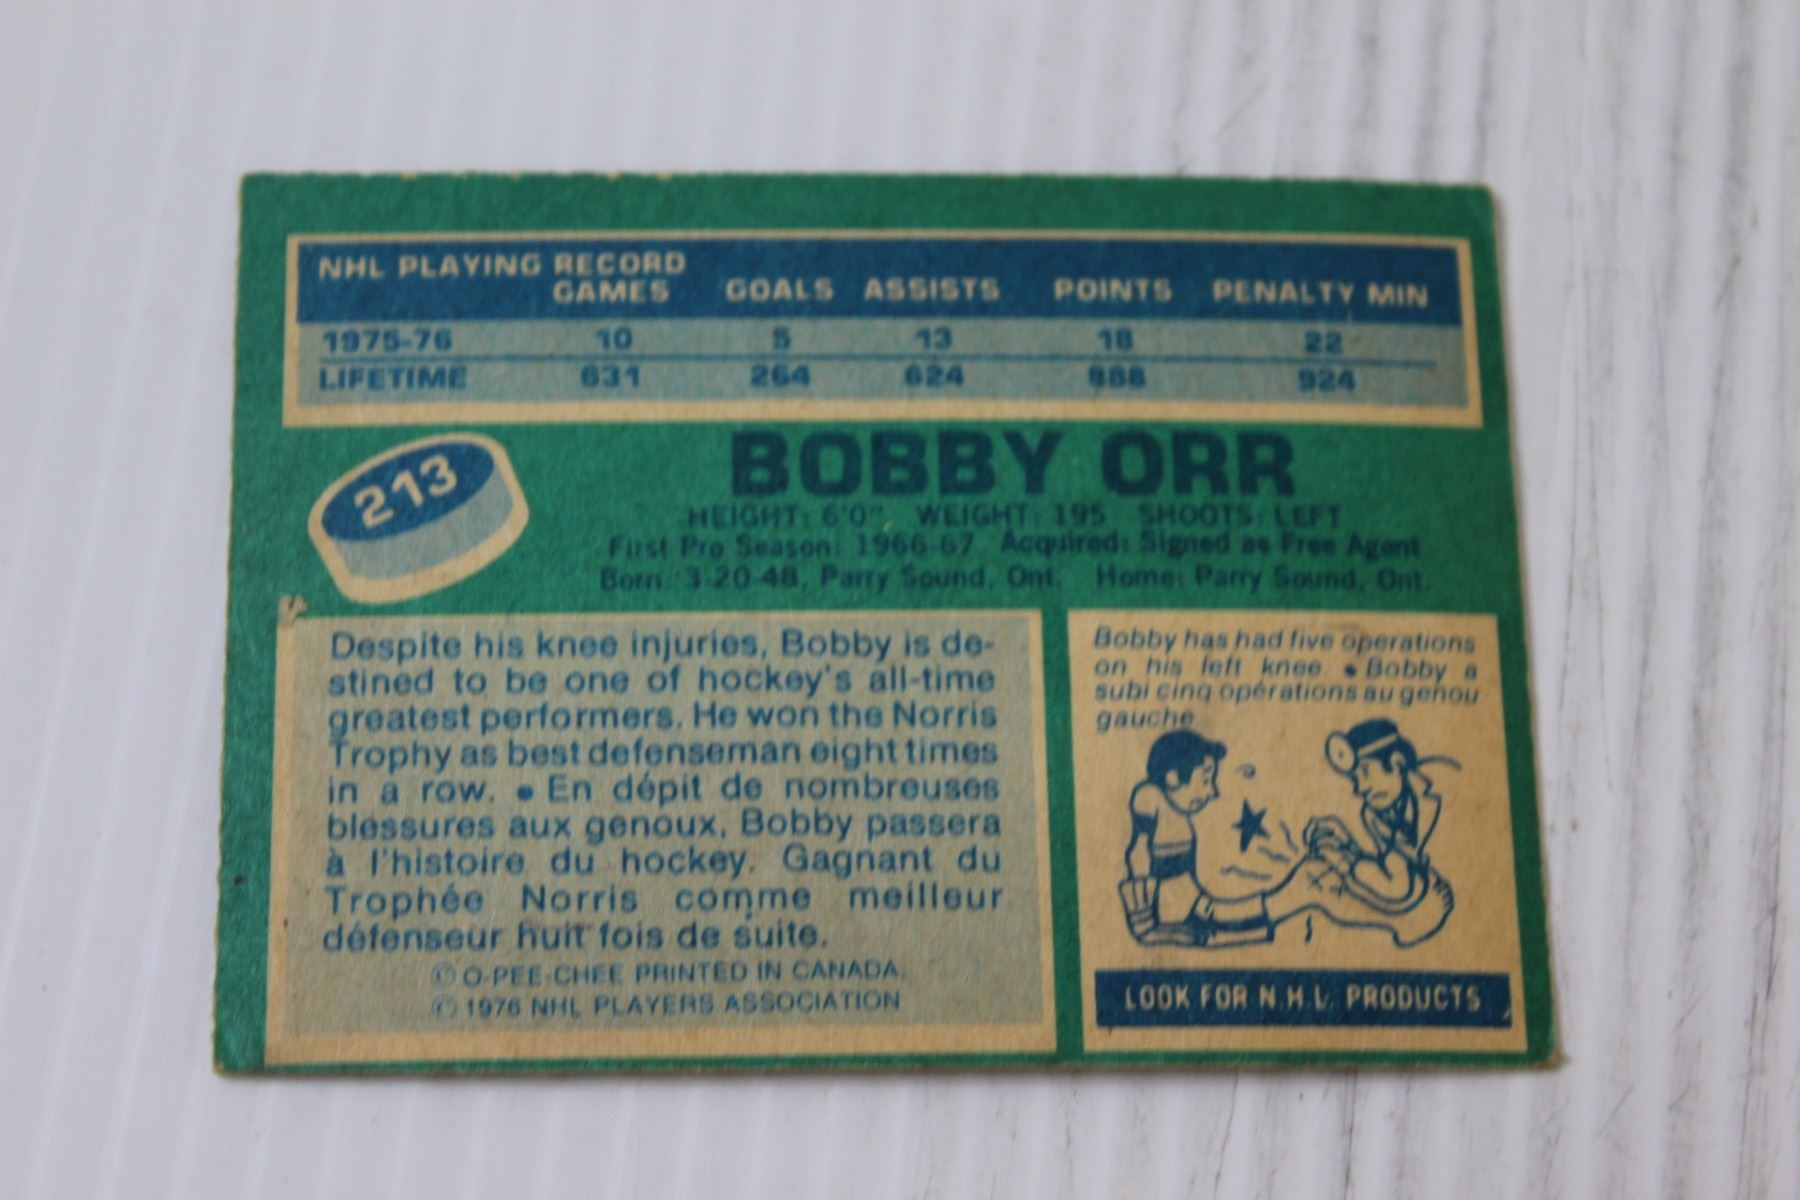 NHL PLAYING RECORD
GAMES GOALS ASSISTS POINTS PENALTY MIN
1975-76 10 5 13 18 22
LIFETIME 631 264 624 888 924
213
BOBBY ORR
HEIGHT: 6'0" WEIGHT: 195 SHOOTS: LEFT
First Pro Season: 1966-67 Acquired: Signed as Free Agent
Born: 3-20-48, Parry Sound, Ont. Home: Parry Sound, Ont.
Despite his knee injuries, Bobby is de-
stined to be one of hockey's all-time
greatest performers. He won the Norris
Trophy as best defenseman eight times
in a row. • En dépit de nombreuses
blessures aux genoux, Bobby passera
à l'histoire du hockey. Gagnant du
Trophée Norris comme meilleur
défenseur huit fois de suite.
© O-PEE-CHEE PRINTED IN CANADA.
© 1976 NHL PLAYERS ASSOCIATION
Bobby has had five operations
on his left knee. • Bobby a
subi cinq opérations au genou
gauche.
LOOK FOR N.H.L. PRODUCTS